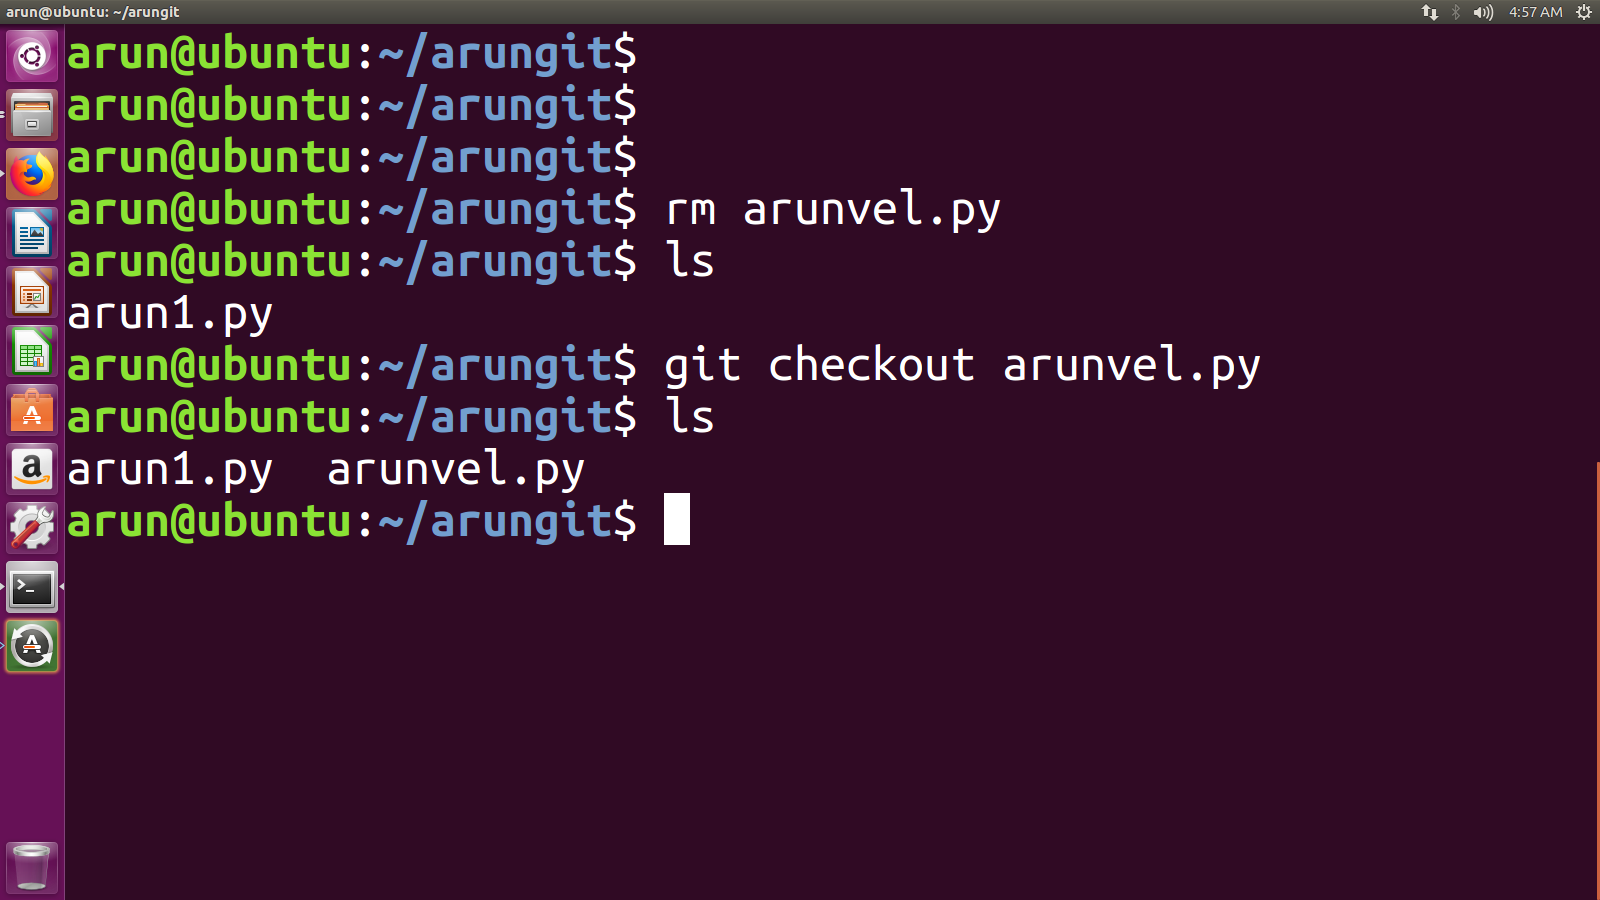 arun@ubuntu: ~/arungit
4:57 AM
arun@ubuntu:~/arungit$
arun@ubuntu:~/arungit$
arun@ubuntu:~/arungit$
arun@ubuntu:~/arungit$ rm arunvel.py
arun@ubuntu:~/arungit$ ls
arun1.py
arun@ubuntu:~/arungit$ git checkout arunvel.py
arun@ubuntu:~/arungit$ ls
arun1.py  arunvel.py
arun@ubuntu:~/arungit$